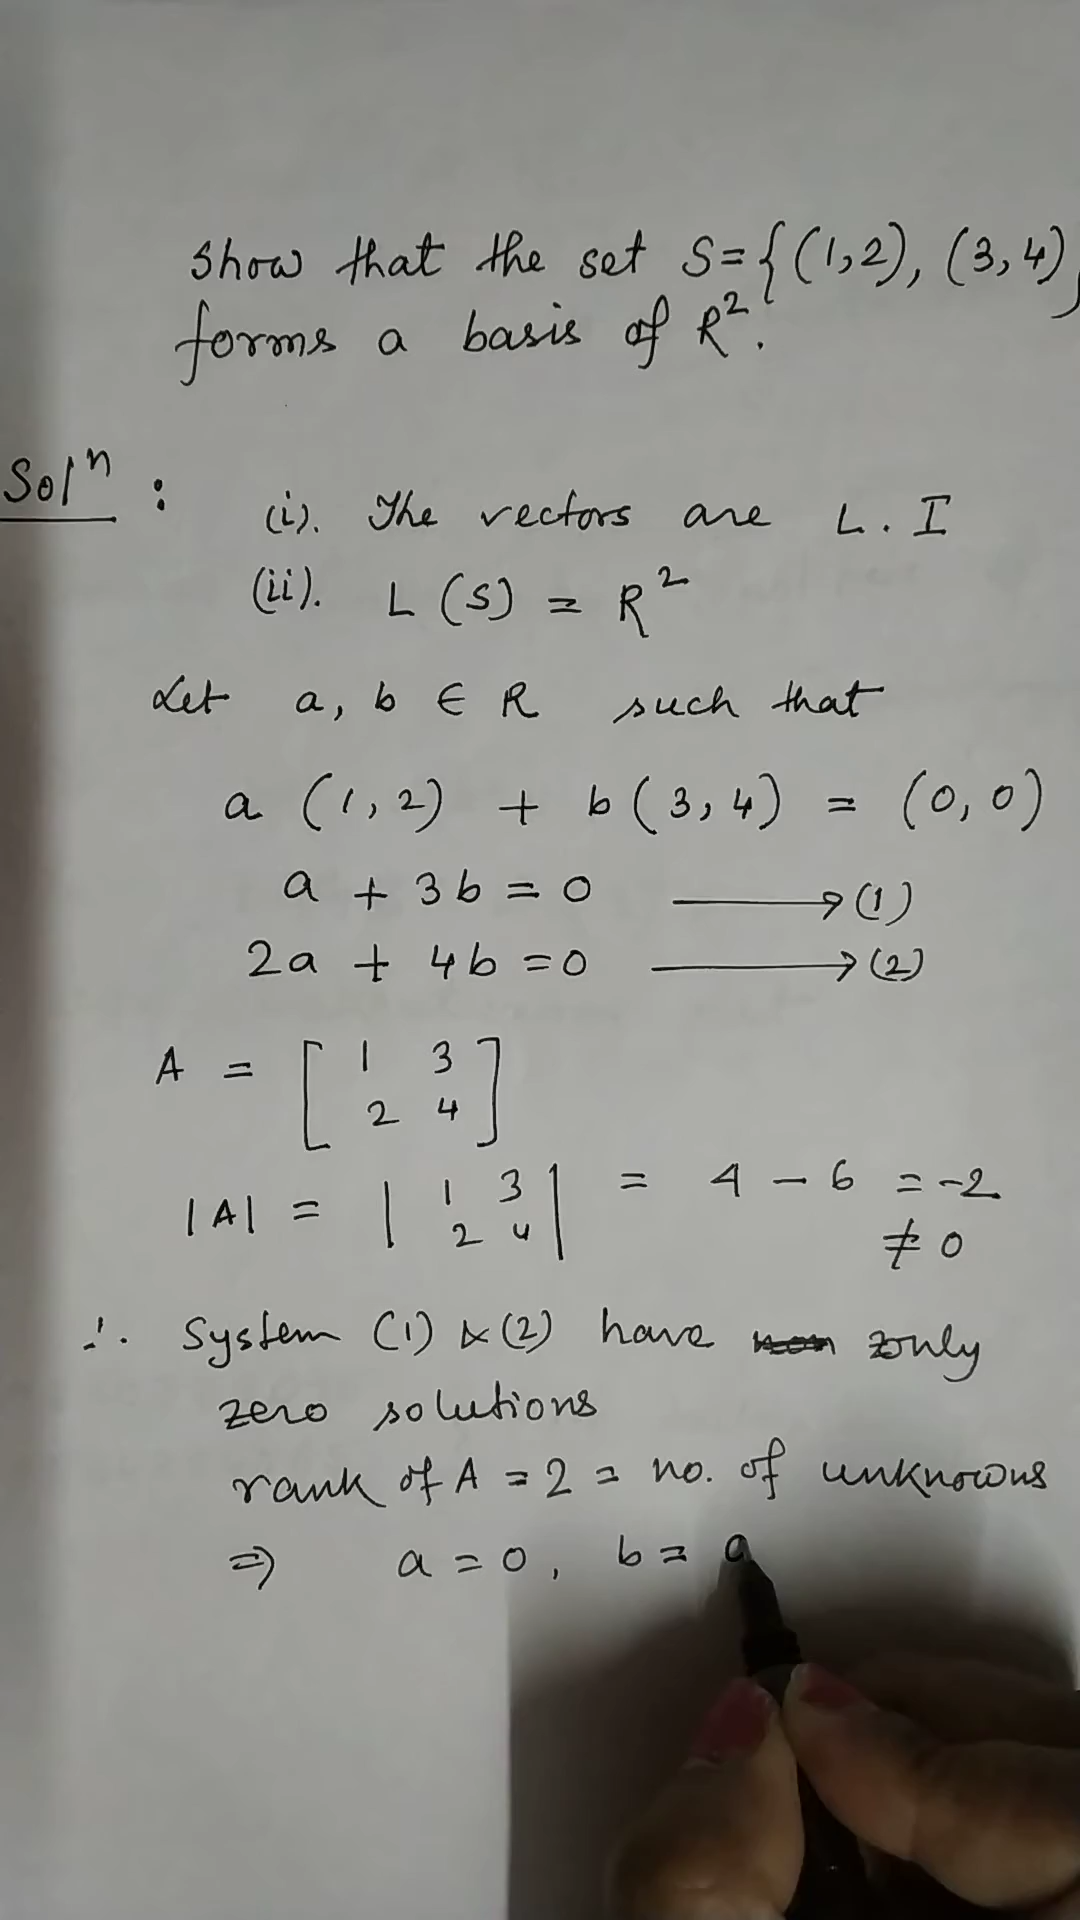 Show that the set S={(1,2), (3,4)}
forms a basis of R².
Solⁿ :
(i). The vectors are L.I
(ii). L(S) = R²
Let a, b ∈ R such that
a (1,2) + b(3,4) = (0,0)
a + 3b = 0 ⟶ (1)
2a + 4b = 0 ⟶ (2)
A = [1 3
2 4]
|A| = |1 3
2 4| = 4 - 6 = -2
≠ 0
∴ System (1) & (2) have only
zero solutions
rank of A = 2 = no. of unknowns
⇒ a = 0, b = 0